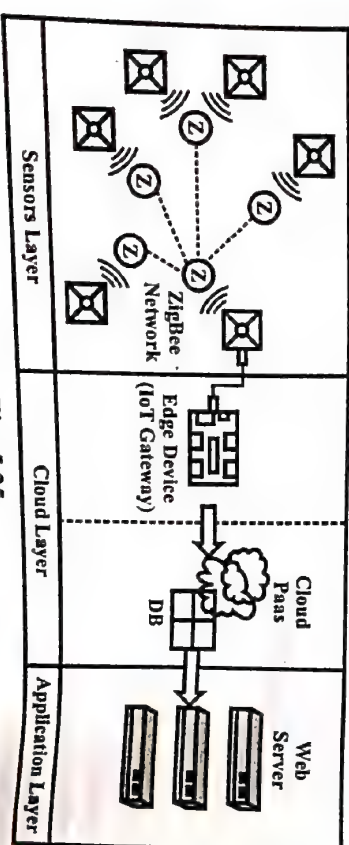 Z
Z
Z
Z
Z
ZigBee
Network
Edge Device
(IoT Gateway)
Cloud
Paas
DB
Web
Server
Sensors Layer
Cloud Layer
Application Layer